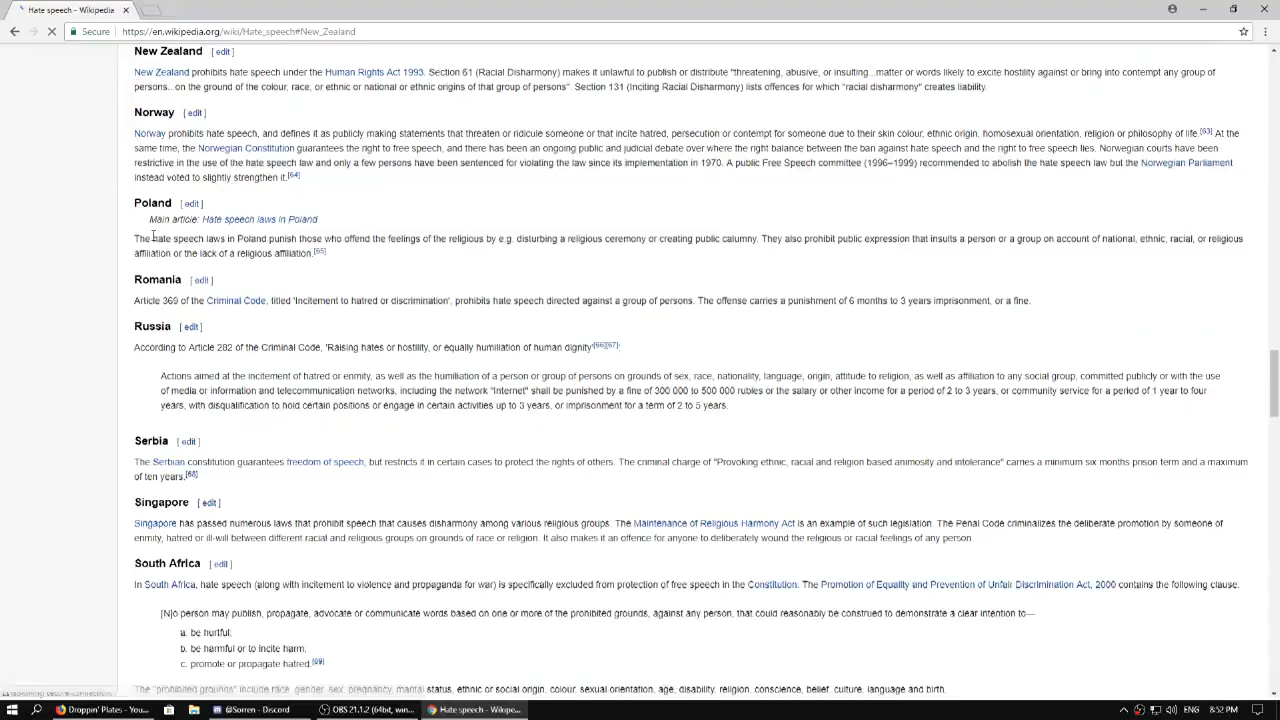 Hate speech - Wikipedia
Secure https://en.wikipedia.org/wiki/Hate_speech#New_Zealand
New Zealand [ edit ]
New Zealand prohibits hate speech under the Human Rights Act 1993. Section 61 (Racial Disharmony) makes it unlawful to publish or distribute "threatening, abusive, or insulting...matter or words likely to excite hostility against or bring into contempt any group of
persons...on the ground of the colour, race, or ethnic or national or ethnic origins of that group of persons". Section 131 (Inciting Racial Disharmony) lists offences for which "racial disharmony" creates liability.
Norway [ edit ]
Norway prohibits hate speech, and defines it as publicly making statements that threaten or ridicule someone or that incite hatred, persecution or contempt for someone due to their skin colour, ethnic origin, homosexual orientation, religion or philosophy of life.[63] At the
same time, the Norwegian Constitution guarantees the right to free speech, and there has been an ongoing public and judicial debate over where the right balance between the ban against hate speech and the right to free speech lies. Norwegian courts have been
restrictive in the use of the hate speech law and only a few persons have been sentenced for violating the law since its implementation in 1970. A public Free Speech committee (1996–1999) recommended to abolish the hate speech law but the Norwegian Parliament
instead voted to slightly strengthen it.[64]
Poland [ edit ]
Main article: Hate speech laws in Poland
The hate speech laws in Poland punish those who offend the feelings of the religious by e.g. disturbing a religious ceremony or creating public calumny. They also prohibit public expression that insults a person or a group on account of national, ethnic, racial, or religious
affiliation or the lack of a religious affiliation.[65]
Romania [ edit ]
Article 369 of the Criminal Code, titled 'Incitement to hatred or discrimination', prohibits hate speech directed against a group of persons. The offense carries a punishment of 6 months to 3 years imprisonment, or a fine.
Russia [ edit ]
According to Article 282 of the Criminal Code, 'Raising hates or hostility, or equally humiliation of human dignity'[66][67]:
Actions aimed at the incitement of hatred or enmity, as well as the humiliation of a person or group of persons on grounds of sex, race, nationality, language, origin, attitude to religion, as well as affiliation to any social group, committed publicly or with the use
of media or information and telecommunication networks, including the network "Internet" shall be punished by a fine of 300 000 to 500 000 rubles or the salary or other income for a period of 2 to 3 years, or community service for a period of 1 year to four
years, with disqualification to hold certain positions or engage in certain activities up to 3 years, or imprisonment for a term of 2 to 5 years.
Serbia [ edit ]
The Serbian constitution guarantees freedom of speech, but restricts it in certain cases to protect the rights of others. The criminal charge of "Provoking ethnic, racial and religion based animosity and intolerance" carries a minimum six months prison term and a maximum
of ten years.[68]
Singapore [ edit ]
Singapore has passed numerous laws that prohibit speech that causes disharmony among various religious groups. The Maintenance of Religious Harmony Act is an example of such legislation. The Penal Code criminalizes the deliberate promotion by someone of
enmity, hatred or ill-will between different racial and religious groups on grounds of race or religion. It also makes it an offence for anyone to deliberately wound the religious or racial feelings of any person.
South Africa [ edit ]
In South Africa, hate speech (along with incitement to violence and propaganda for war) is specifically excluded from protection of free speech in the Constitution. The Promotion of Equality and Prevention of Unfair Discrimination Act, 2000 contains the following clause:
[N]o person may publish, propagate, advocate or communicate words based on one or more of the prohibited grounds, against any person, that could reasonably be construed to demonstrate a clear intention to―
a. be hurtful;
b. be harmful or to incite harm;
c. promote or propagate hatred.[69]
The "prohibited grounds" include race, gender, sex, pregnancy, marital status, ethnic or social origin, colour, sexual orientation, age, disability, religion, conscience, belief, culture, language and birth.
Droppin' Plates - You... @Sorren - Discord OBS 21.1.2 (64bit, win... Hate speech - Wikipe... ENG 8:52 PM